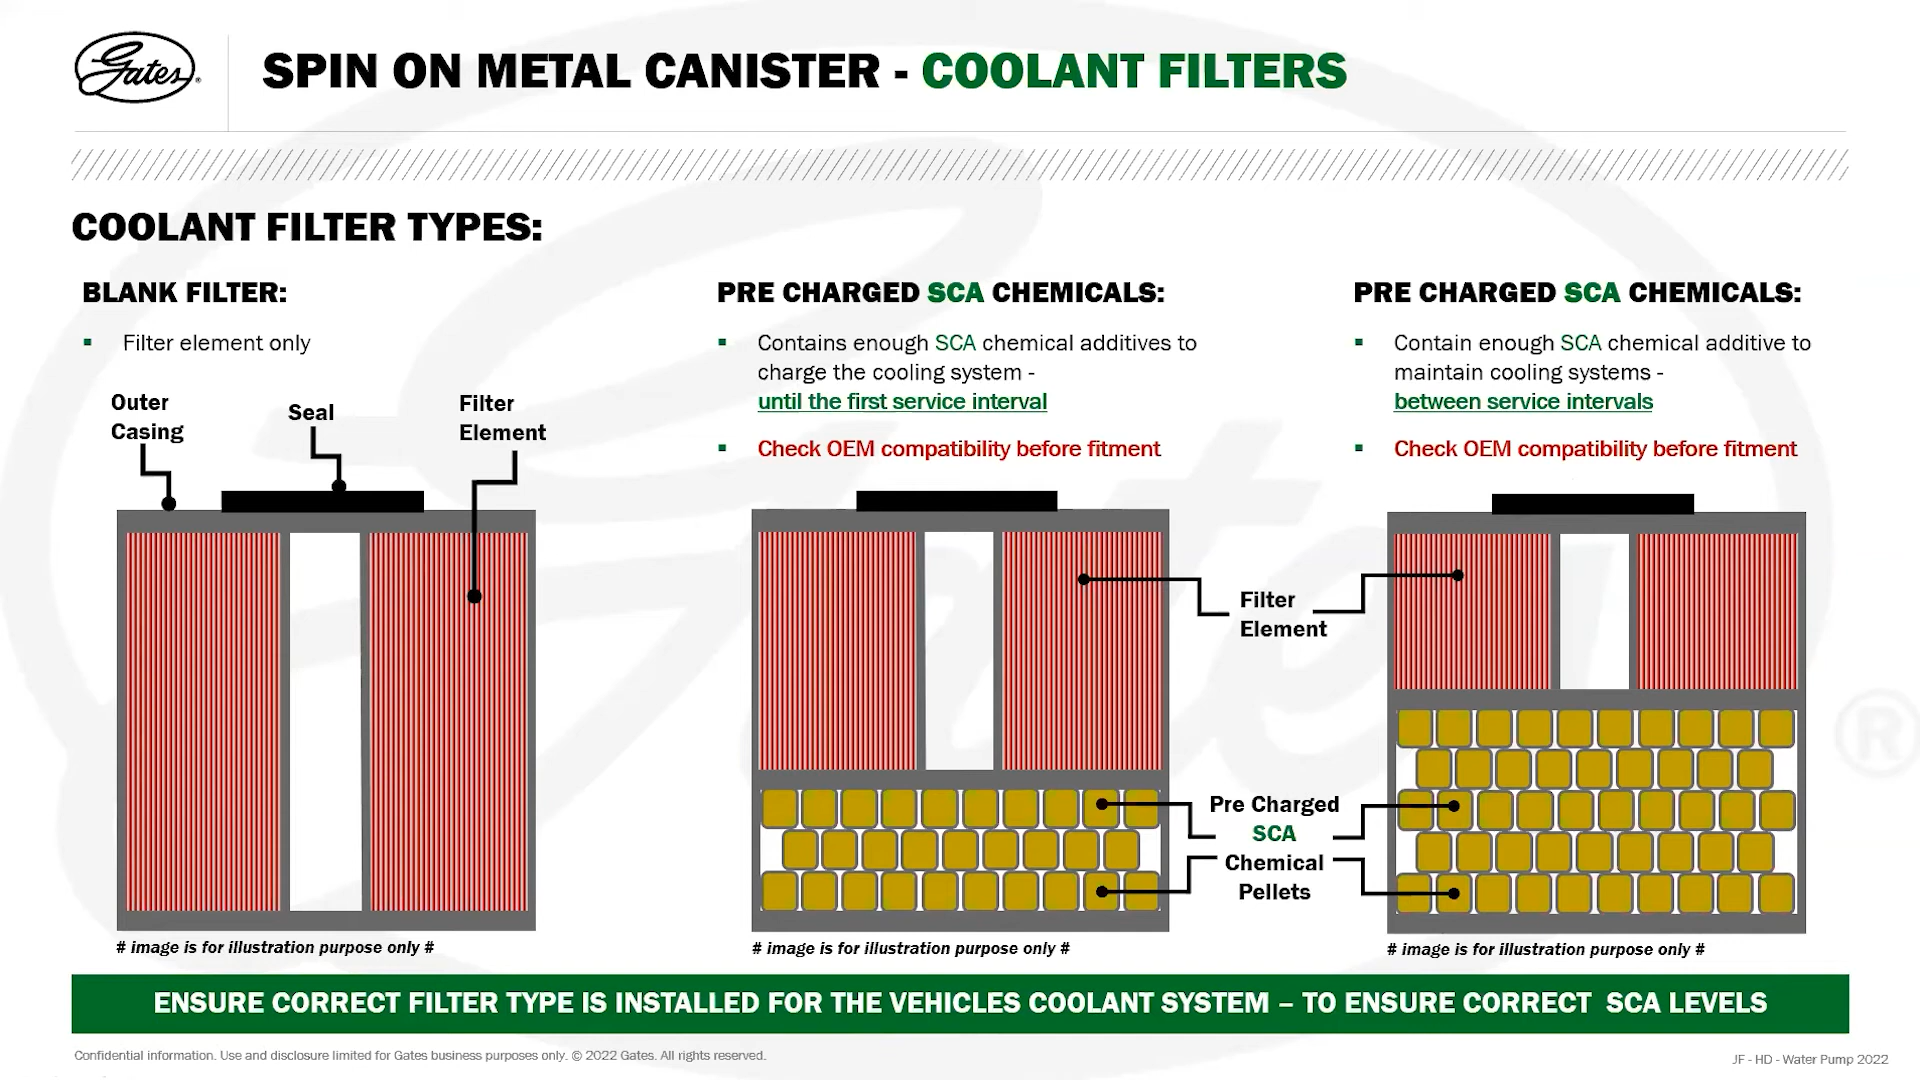 Gates®
SPIN ON METAL CANISTER - COOLANT FILTERS
COOLANT FILTER TYPES:
BLANK FILTER:
▪ Filter element only
Outer
Casing
Seal
Filter
Element
# image is for illustration purpose only #
PRE CHARGED SCA CHEMICALS:
▪ Contains enough SCA chemical additives to
charge the cooling system -
until the first service interval
▪ Check OEM compatibility before fitment
Filter
Element
Pre Charged
SCA
Chemical
Pellets
# image is for illustration purpose only #
PRE CHARGED SCA CHEMICALS:
▪ Contain enough SCA chemical additive to
maintain cooling systems -
between service intervals
▪ Check OEM compatibility before fitment
# image is for illustration purpose only #
Gates®
ENSURE CORRECT FILTER TYPE IS INSTALLED FOR THE VEHICLES COOLANT SYSTEM – TO ENSURE CORRECT SCA LEVELS
Confidential information. Use and disclosure limited for Gates business purposes only. © 2022 Gates. All rights reserved.
JF - HD - Water Pump 2022